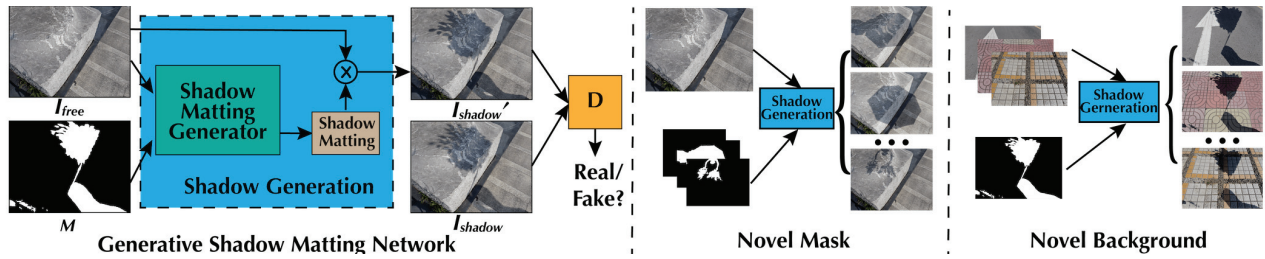 I_free
M
Shadow
Matting
Generator
Shadow
Matting
Shadow Generation
I_shadow'
I_shadow
D
Real/
Fake?
Generative Shadow Matting Network
Shadow
Generation
Novel Mask
Shadow
Gerneration
Novel Background